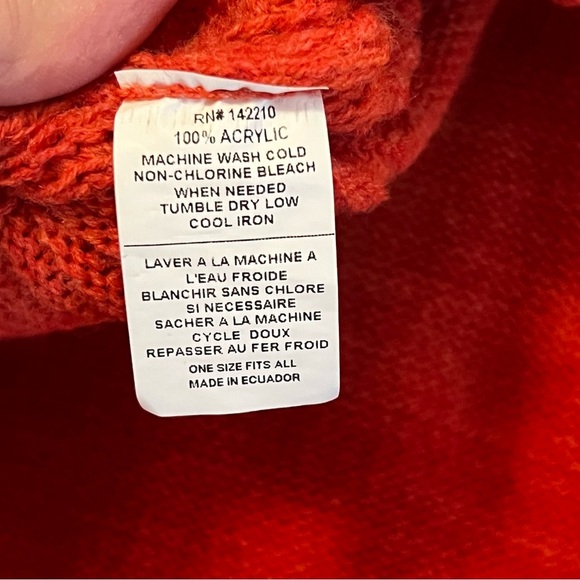 RN# 142210
100% ACRYLIC
MACHINE WASH COLD
NON-CHLORINE BLEACH
WHEN NEEDED
TUMBLE DRY LOW
COOL IRON
LAVER A LA MACHINE A
L'EAU FROIDE
BLANCHIR SANS CHLORE
SI NECESSAIRE
SACHER A LA MACHINE
CYCLE DOUX
REPASSER AU FER FROID
ONE SIZE FITS ALL
MADE IN ECUADOR